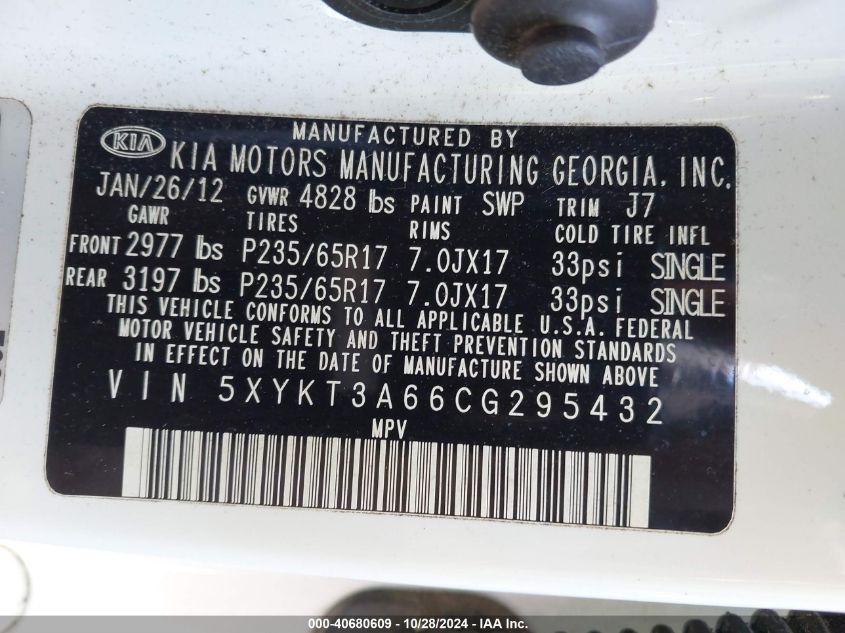 MANUFACTURED BY
KIA KIA MOTORS MANUFACTURING GEORGIA, INC.
JAN/26/12 GVWR 4828 lbs PAINT SWP TRIM J7
GAWR TIRES RIMS COLD TIRE INFL
FRONT 2977 lbs P235/65R17 7.0JX17 33psi SINGLE
REAR 3197 lbs P235/65R17 7.0JX17 33psi SINGLE
THIS VEHICLE CONFORMS TO ALL APPLICABLE U.S.A. FEDERAL
MOTOR VEHICLE SAFETY AND THEFT PREVENTION STANDARDS
IN EFFECT ON THE DATE OF MANUFACTURE SHOWN ABOVE
VIN 5XYKT3A66CG295432
MPV
000-40680609 - 10/28/2024 - IAA Inc.